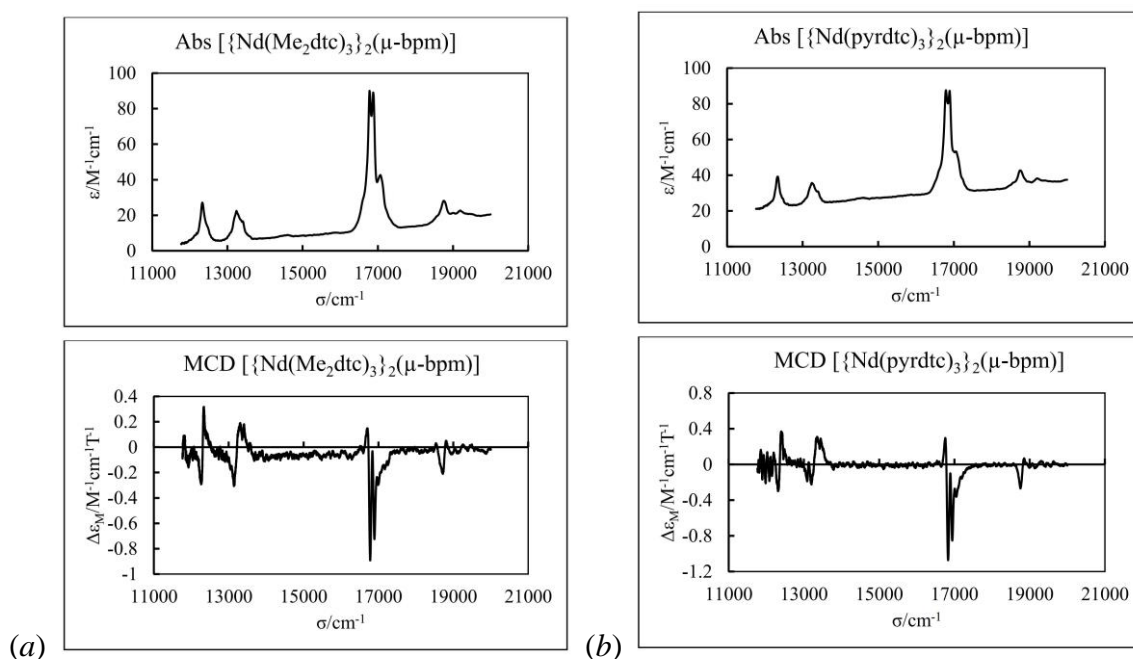 Abs [{Nd(Me₂dtc)₃}₂(μ-bpm)]
ε/M⁻¹cm⁻¹
100
80
60
40
20
0
11000 13000 15000 17000 19000 21000
σ/cm⁻¹
MCD [{Nd(Me₂dtc)₃}₂(μ-bpm)]
Δε_M/M⁻¹cm⁻¹T⁻¹
0.4
0.2
0
-0.2
-0.4
-0.6
-0.8
-1
11000 13000 15000 17000 19000 21000
σ/cm⁻¹
(a)
Abs [{Nd(pyrdtc)₃}₂(μ-bpm)]
ε/M⁻¹cm⁻¹
100
80
60
40
20
0
11000 13000 15000 17000 19000 21000
σ/cm⁻¹
MCD [{Nd(pyrdtc)₃}₂(μ-bpm)]
Δε_M/M⁻¹cm⁻¹T⁻¹
0.8
0.4
0
-0.4
-0.8
-1.2
11000 13000 15000 17000 19000 21000
σ/cm⁻¹
(b)